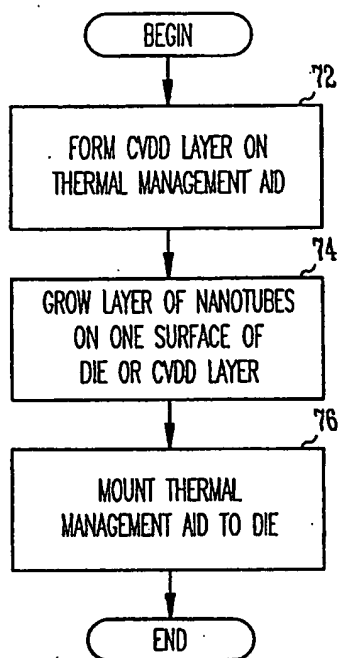 BEGIN
72
FORM CVDD LAYER ON
THERMAL MANAGEMENT AID
74
GROW LAYER OF NANOTUBES
ON ONE SURFACE OF
DIE OR CVDD LAYER
76
MOUNT THERMAL
MANAGEMENT AID TO DIE
END